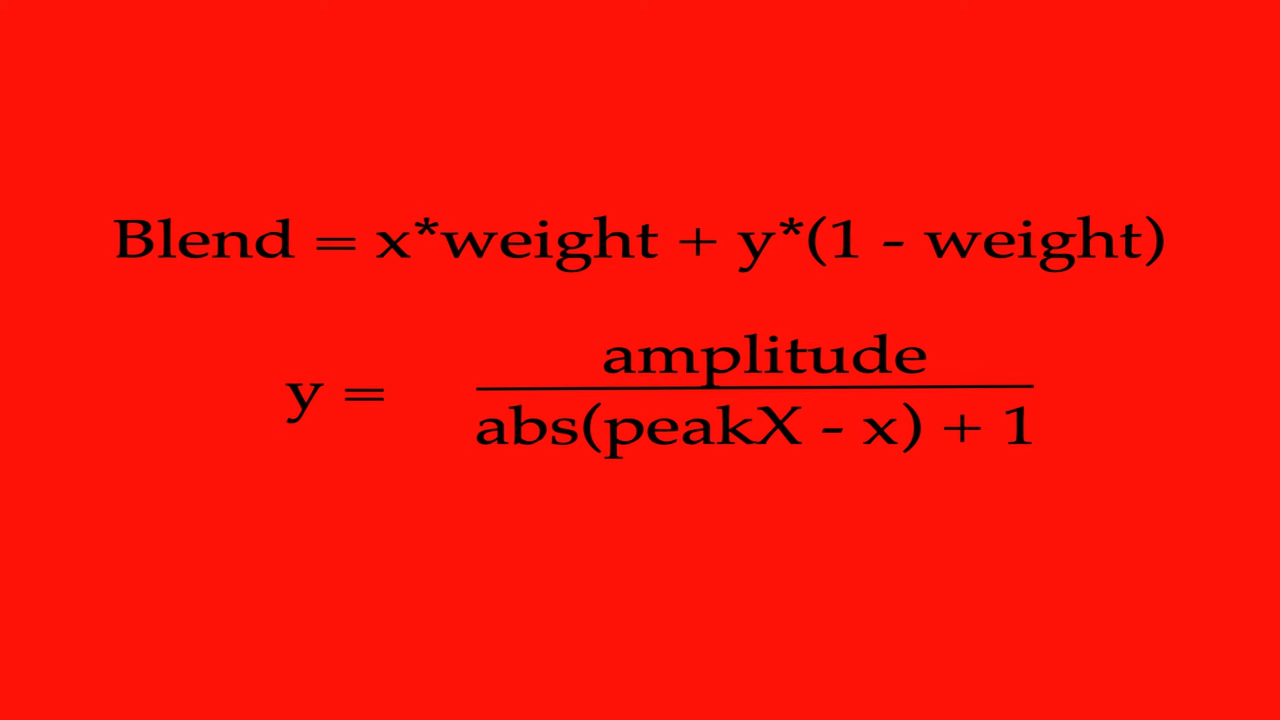 Blend = x*weight + y*(1 - weight)
amplitude
y =
abs(peakX - x) + 1